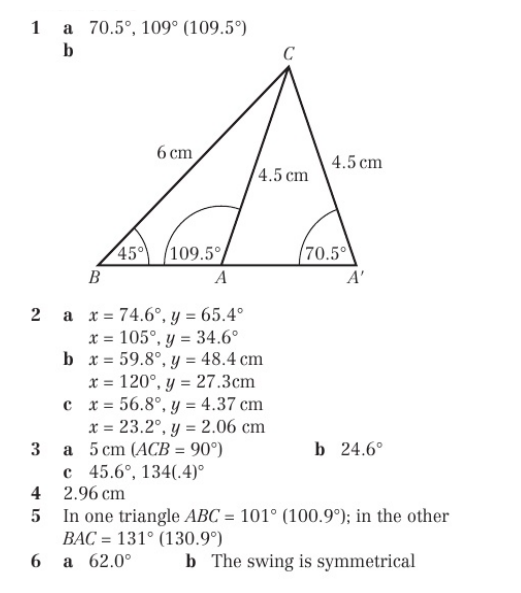 1 a 70.5°, 109° (109.5°)
b
C
6 cm
4.5 cm
4.5 cm
45°
109.5°
70.5°
B
A
A'
2 a x = 74.6°, y = 65.4°
x = 105°, y = 34.6°
b x = 59.8°, y = 48.4 cm
x = 120°, y = 27.3cm
c x = 56.8°, y = 4.37 cm
x = 23.2°, y = 2.06 cm
3 a 5 cm (ACB = 90°) b 24.6°
c 45.6°, 134(.4)°
4 2.96 cm
5 In one triangle ABC = 101° (100.9°); in the other
BAC = 131° (130.9°)
6 a 62.0° b The swing is symmetrical